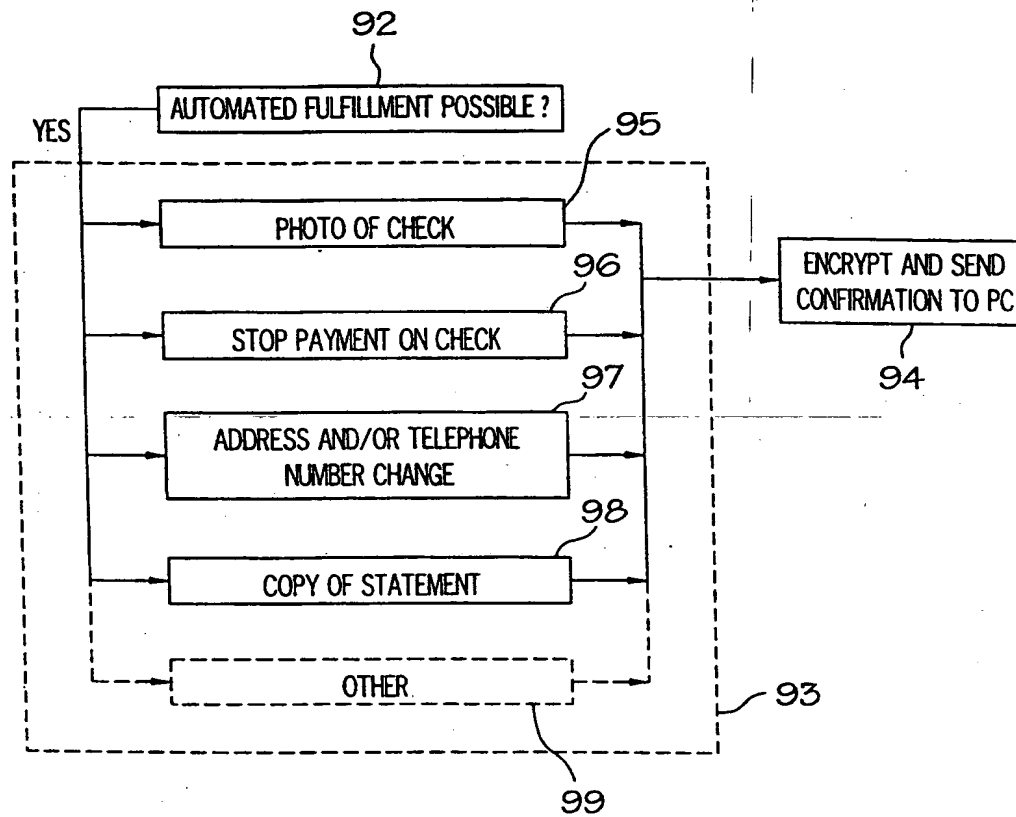 92
AUTOMATED FULFILLMENT POSSIBLE?
YES
95
PHOTO OF CHECK
96
STOP PAYMENT ON CHECK
97
ADDRESS AND/OR TELEPHONE
NUMBER CHANGE
98
COPY OF STATEMENT
OTHER
99
93
ENCRYPT AND SEND
CONFIRMATION TO PC
94